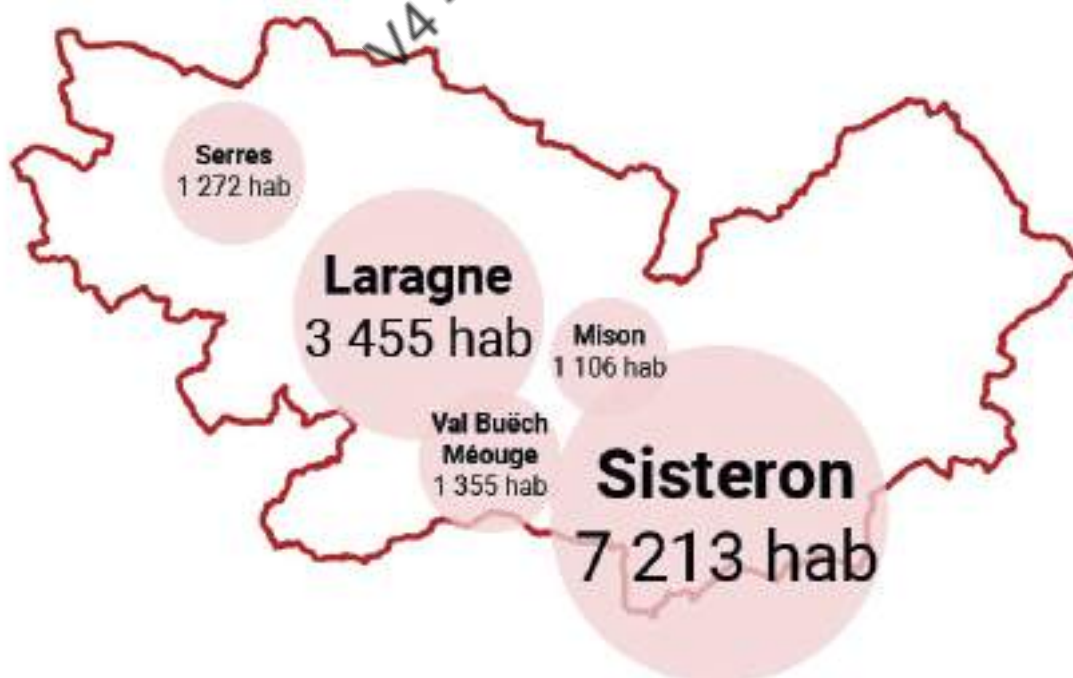 V4
Serres
1 272 hab
Laragne
3 455 hab
Mison
1 106 hab
Val Buëch
Méouge
1 355 hab
Sisteron
7 213 hab